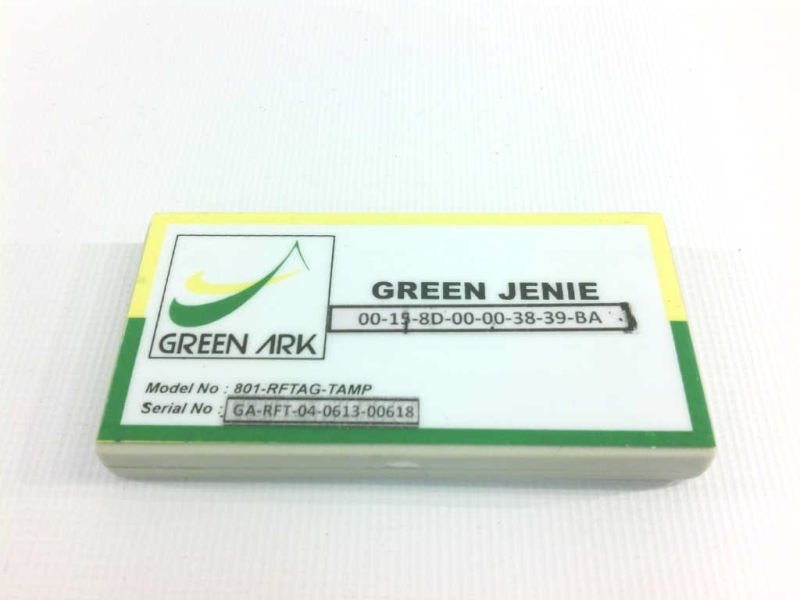 GREEN ARK
GREEN JENIE
00-15-8D-00-00-38-39-BA
Model No : 801-RFTAG-TAMP
Serial No : GA-RFT-04-0613-00618